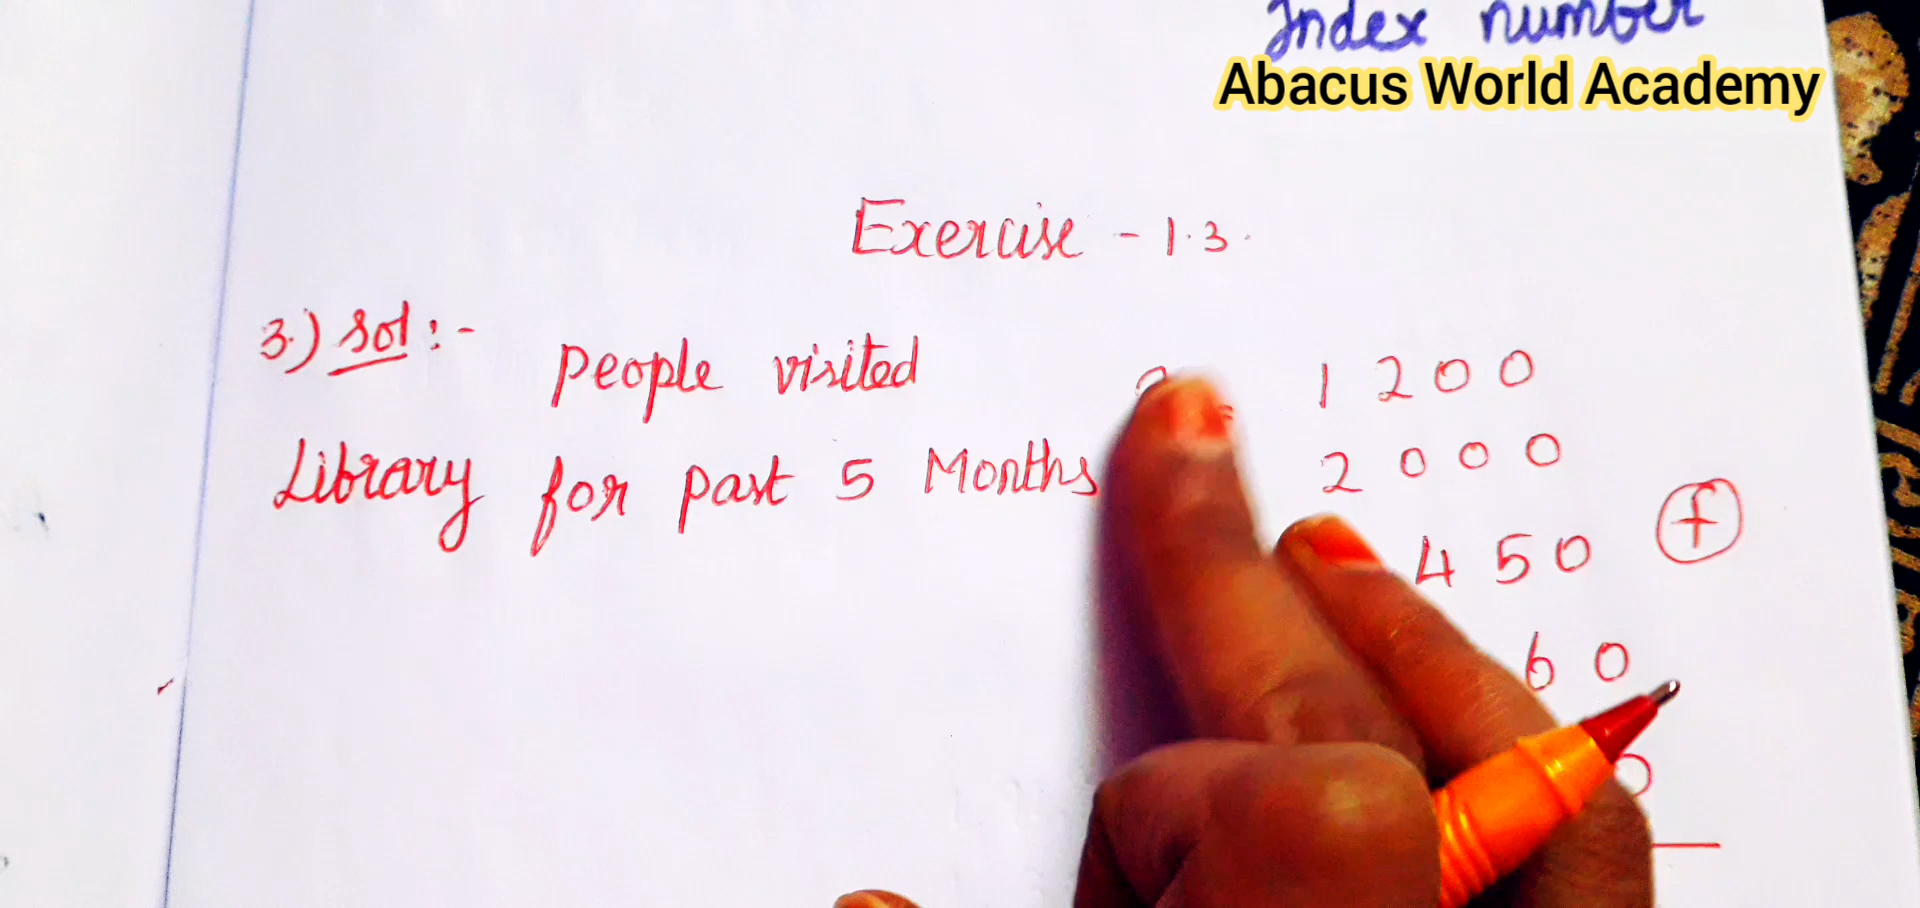 Index number
Abacus World Academy
Exercise - 1.3.
3.) Sol :-
People visited = 1200
Library for past 5 Months 2000
450 +
60
0